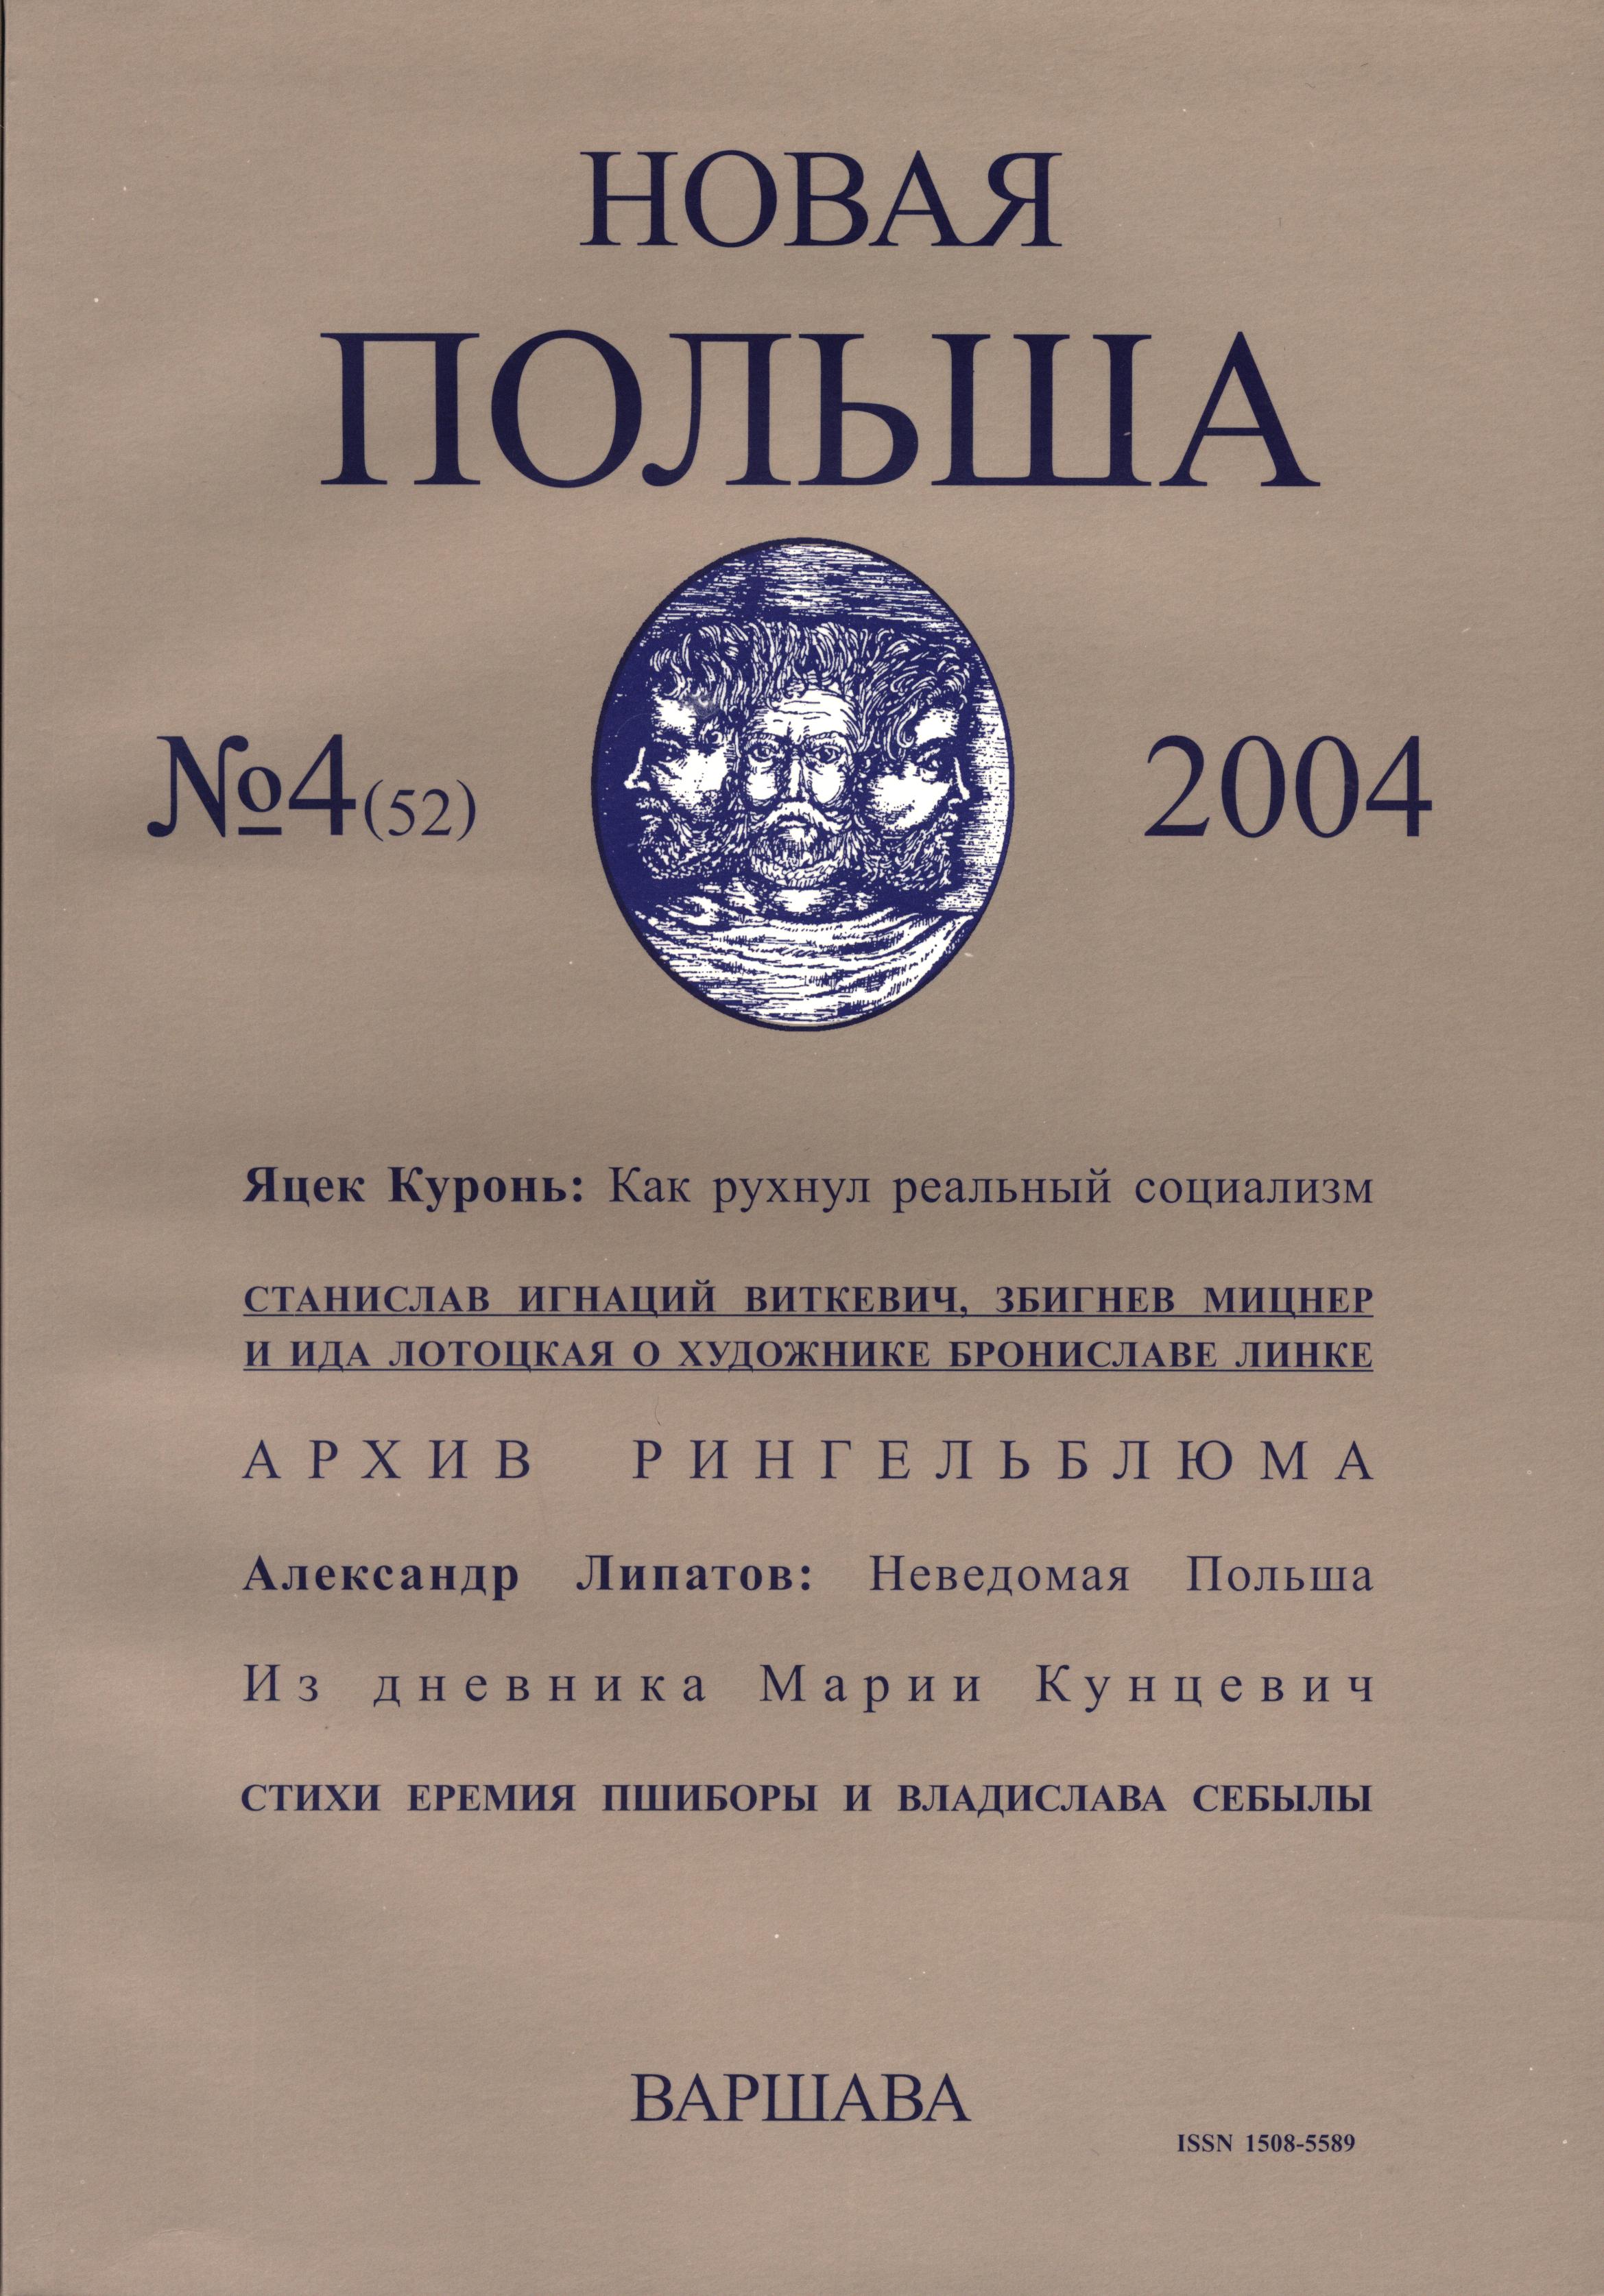 НОВАЯ
ПОЛЬША
№4(52)
2004
Яцек Куронь: Как рухнул реальный социализм
СТАНИСЛАВ ИГНАЦИЙ ВИТКЕВИЧ, ЗБИГНЕВ МИЦНЕР
И ИДА ЛОТОЦКАЯ О ХУДОЖНИКЕ БРОНИСЛАВЕ ЛИНКЕ
АРХИВ РИНГЕЛЬБЛЮМА
Александр Липатов: Неведомая Польша
Из дневника Марии Кунцевич
СТИХИ ЕРЕМИЯ ПШИБОРЫ И ВЛАДИСЛАВА СЕБЫЛЫ
ВАРШАВА
ISSN 1508-5589